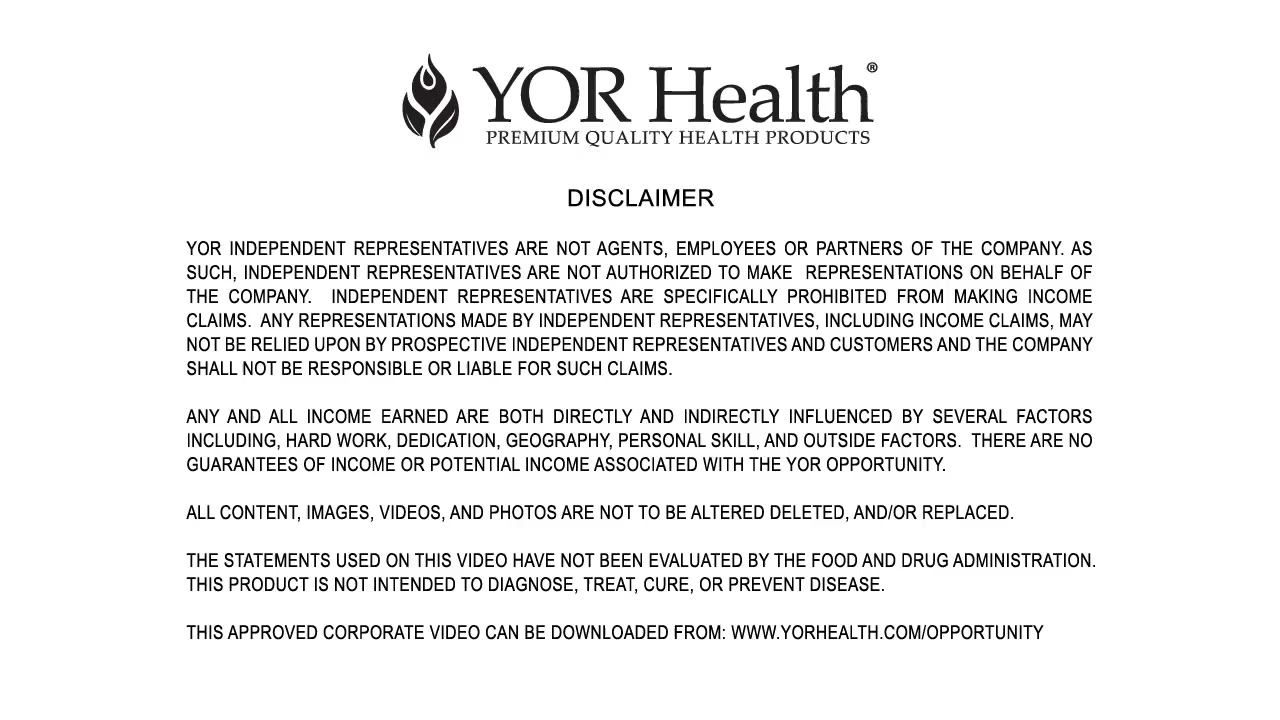 YOR Health®
PREMIUM QUALITY HEALTH PRODUCTS
DISCLAIMER
YOR INDEPENDENT REPRESENTATIVES ARE NOT AGENTS, EMPLOYEES OR PARTNERS OF THE COMPANY. AS
SUCH, INDEPENDENT REPRESENTATIVES ARE NOT AUTHORIZED TO MAKE REPRESENTATIONS ON BEHALF OF
THE COMPANY. INDEPENDENT REPRESENTATIVES ARE SPECIFICALLY PROHIBITED FROM MAKING INCOME
CLAIMS. ANY REPRESENTATIONS MADE BY INDEPENDENT REPRESENTATIVES, INCLUDING INCOME CLAIMS, MAY
NOT BE RELIED UPON BY PROSPECTIVE INDEPENDENT REPRESENTATIVES AND CUSTOMERS AND THE COMPANY
SHALL NOT BE RESPONSIBLE OR LIABLE FOR SUCH CLAIMS.
ANY AND ALL INCOME EARNED ARE BOTH DIRECTLY AND INDIRECTLY INFLUENCED BY SEVERAL FACTORS
INCLUDING, HARD WORK, DEDICATION, GEOGRAPHY, PERSONAL SKILL, AND OUTSIDE FACTORS. THERE ARE NO
GUARANTEES OF INCOME OR POTENTIAL INCOME ASSOCIATED WITH THE YOR OPPORTUNITY.
ALL CONTENT, IMAGES, VIDEOS, AND PHOTOS ARE NOT TO BE ALTERED DELETED, AND/OR REPLACED.
THE STATEMENTS USED ON THIS VIDEO HAVE NOT BEEN EVALUATED BY THE FOOD AND DRUG ADMINISTRATION.
THIS PRODUCT IS NOT INTENDED TO DIAGNOSE, TREAT, CURE, OR PREVENT DISEASE.
THIS APPROVED CORPORATE VIDEO CAN BE DOWNLOADED FROM: WWW.YORHEALTH.COM/OPPORTUNITY